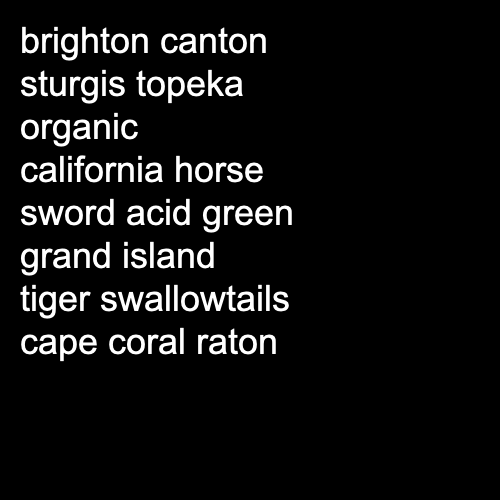 brighton canton
sturgis topeka
organic
california horse
sword acid green
grand island
tiger swallowtails
cape coral raton